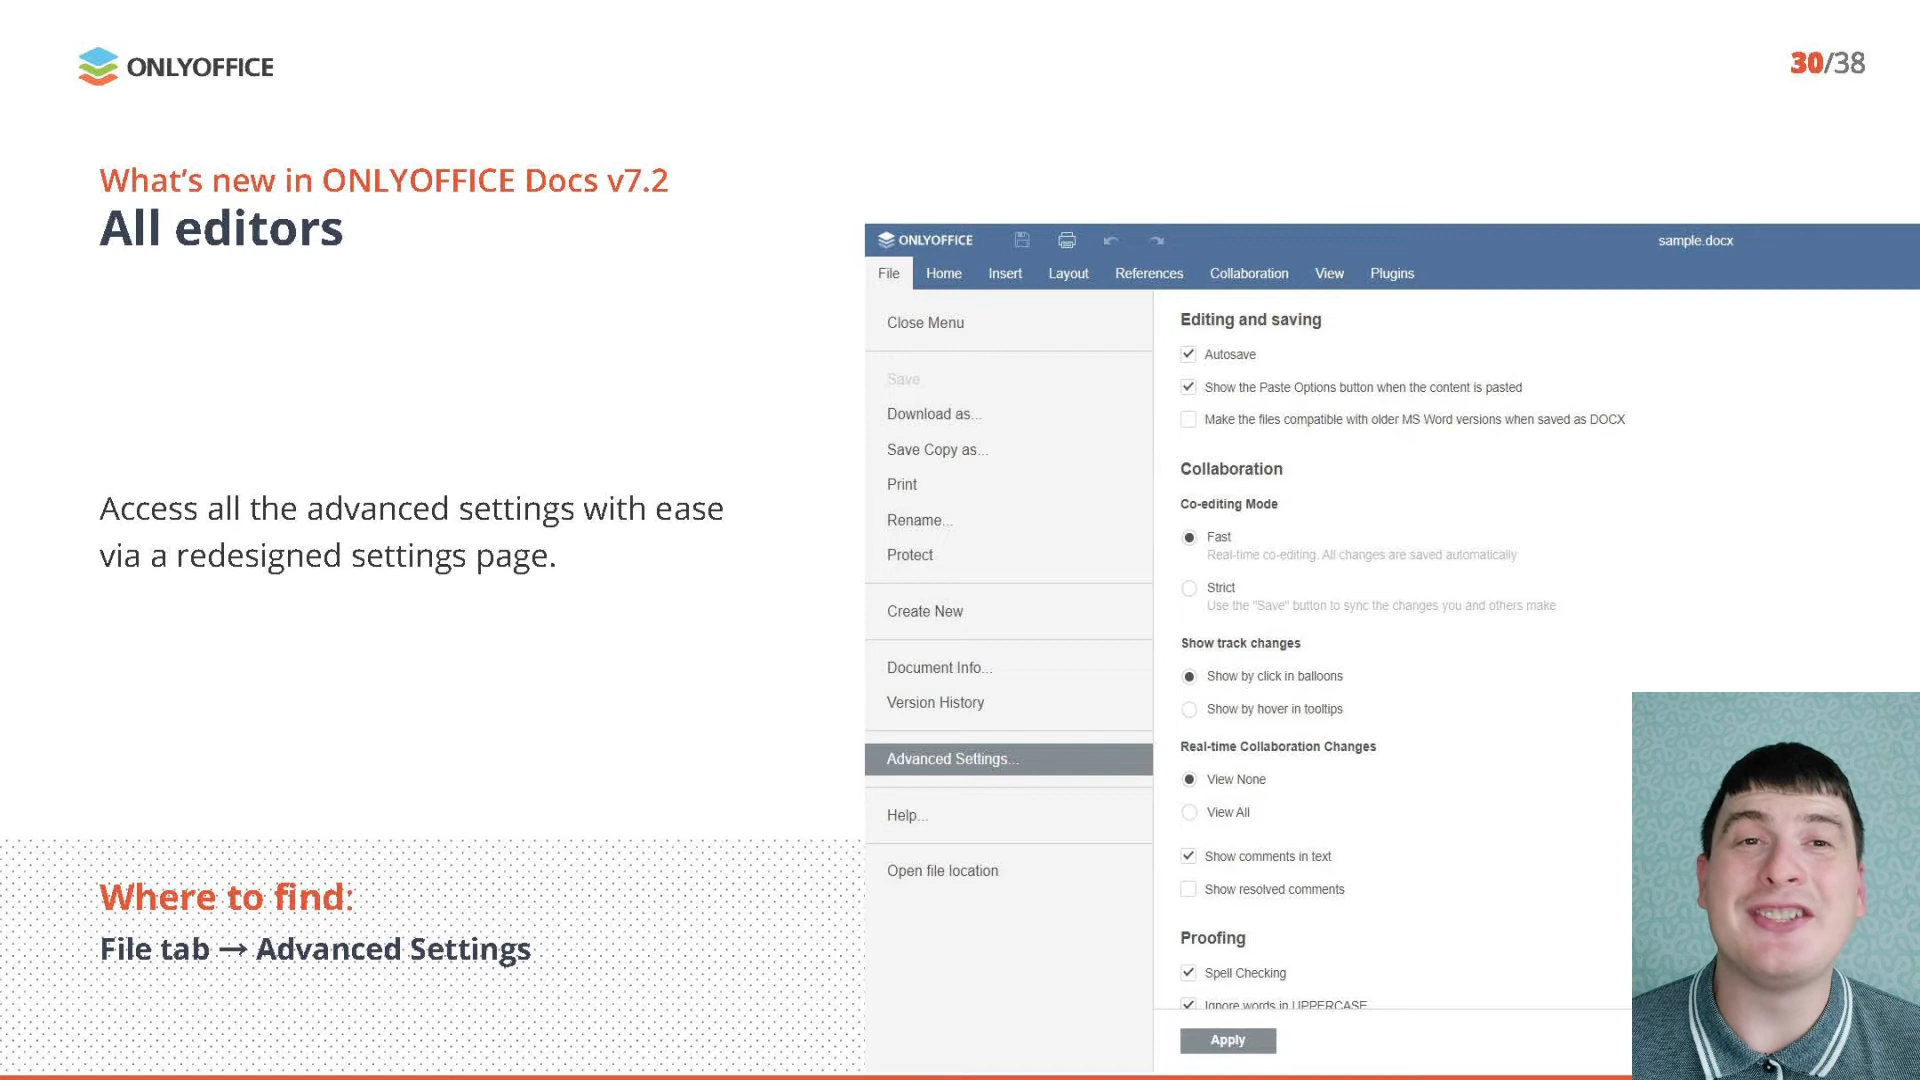 ONLYOFFICE
30/38
What's new in ONLYOFFICE Docs v7.2
All editors
Access all the advanced settings with ease
via a redesigned settings page.
Where to find:
File tab → Advanced Settings
ONLYOFFICE
sample.docx
File Home Insert Layout References Collaboration View Plugins
Close Menu
Save
Download as...
Save Copy as...
Print
Rename...
Protect
Create New
Document Info...
Version History
Advanced Settings...
Help...
Open file location
Editing and saving
Autosave
Show the Paste Options button when the content is pasted
Make the files compatible with older MS Word versions when saved as DOCX
Collaboration
Co-editing Mode
Fast
Real-time co-editing. All changes are saved automatically
Strict
Use the "Save" button to sync the changes you and others make
Show track changes
Show by click in balloons
Show by hover in tooltips
Real-time Collaboration Changes
View None
View All
Show comments in text
Show resolved comments
Proofing
Spell Checking
Ignore words in UPPERCASE
Apply